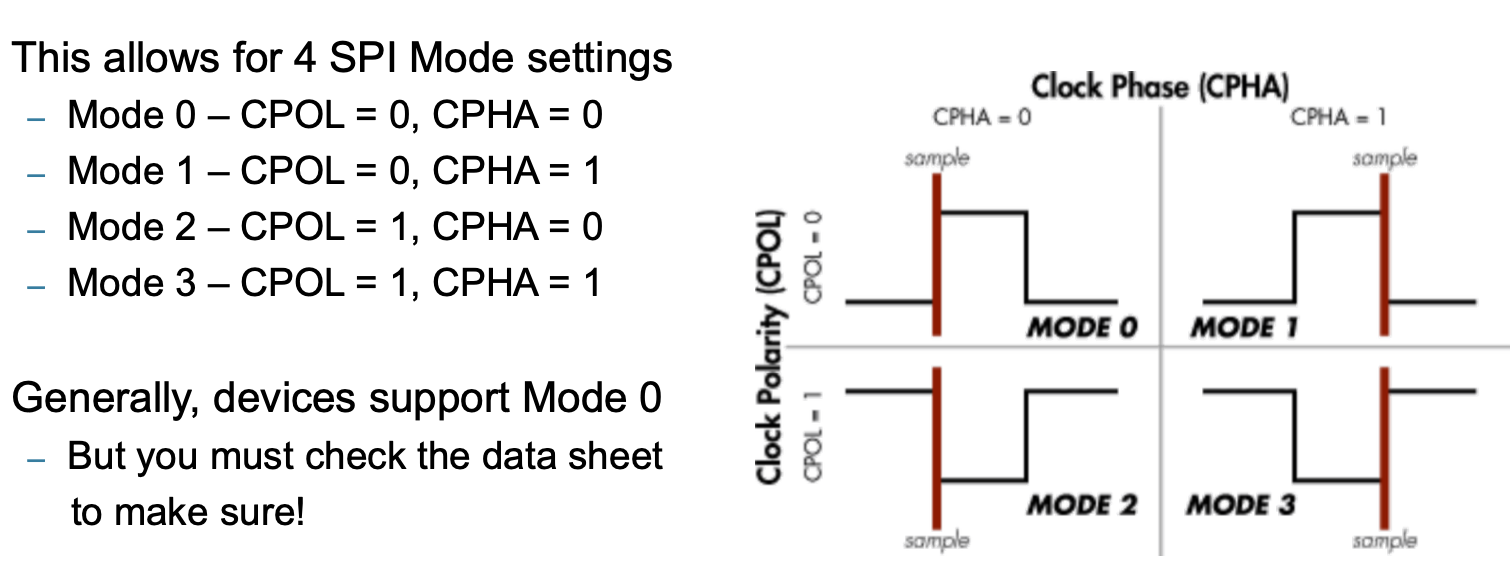 This allows for 4 SPI Mode settings
– Mode 0 – CPOL = 0, CPHA = 0
– Mode 1 – CPOL = 0, CPHA = 1
– Mode 2 – CPOL = 1, CPHA = 0
– Mode 3 – CPOL = 1, CPHA = 1
Generally, devices support Mode 0
– But you must check the data sheet
to make sure!
Clock Phase (CPHA)
CPHA = 0
CPHA = 1
sample
sample
Clock Polarity (CPOL)
CPOL = 0
MODE 0
MODE 1
CPOL = 1
MODE 2
MODE 3
sample
sample